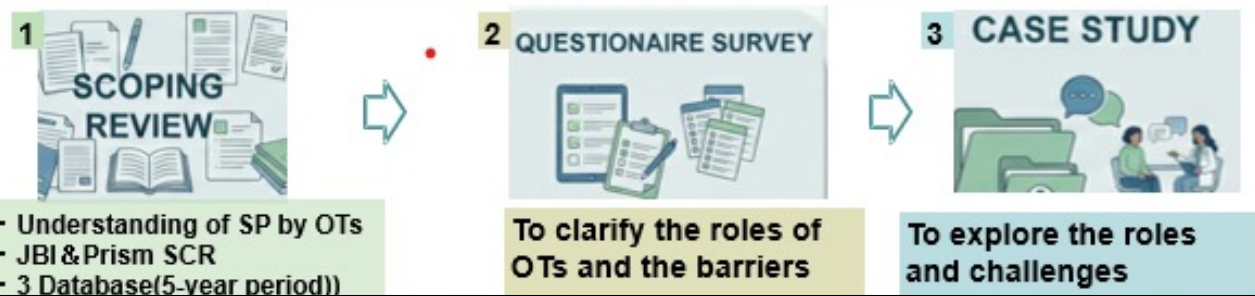 1
SCOPING
REVIEW
- Understanding of SP by OTs
- JBI & Prism SCR
- 3 Database(5-year period))
2
QUESTIONAIRE SURVEY
To clarify the roles of
OTs and the barriers
3
CASE STUDY
To explore the roles
and challenges